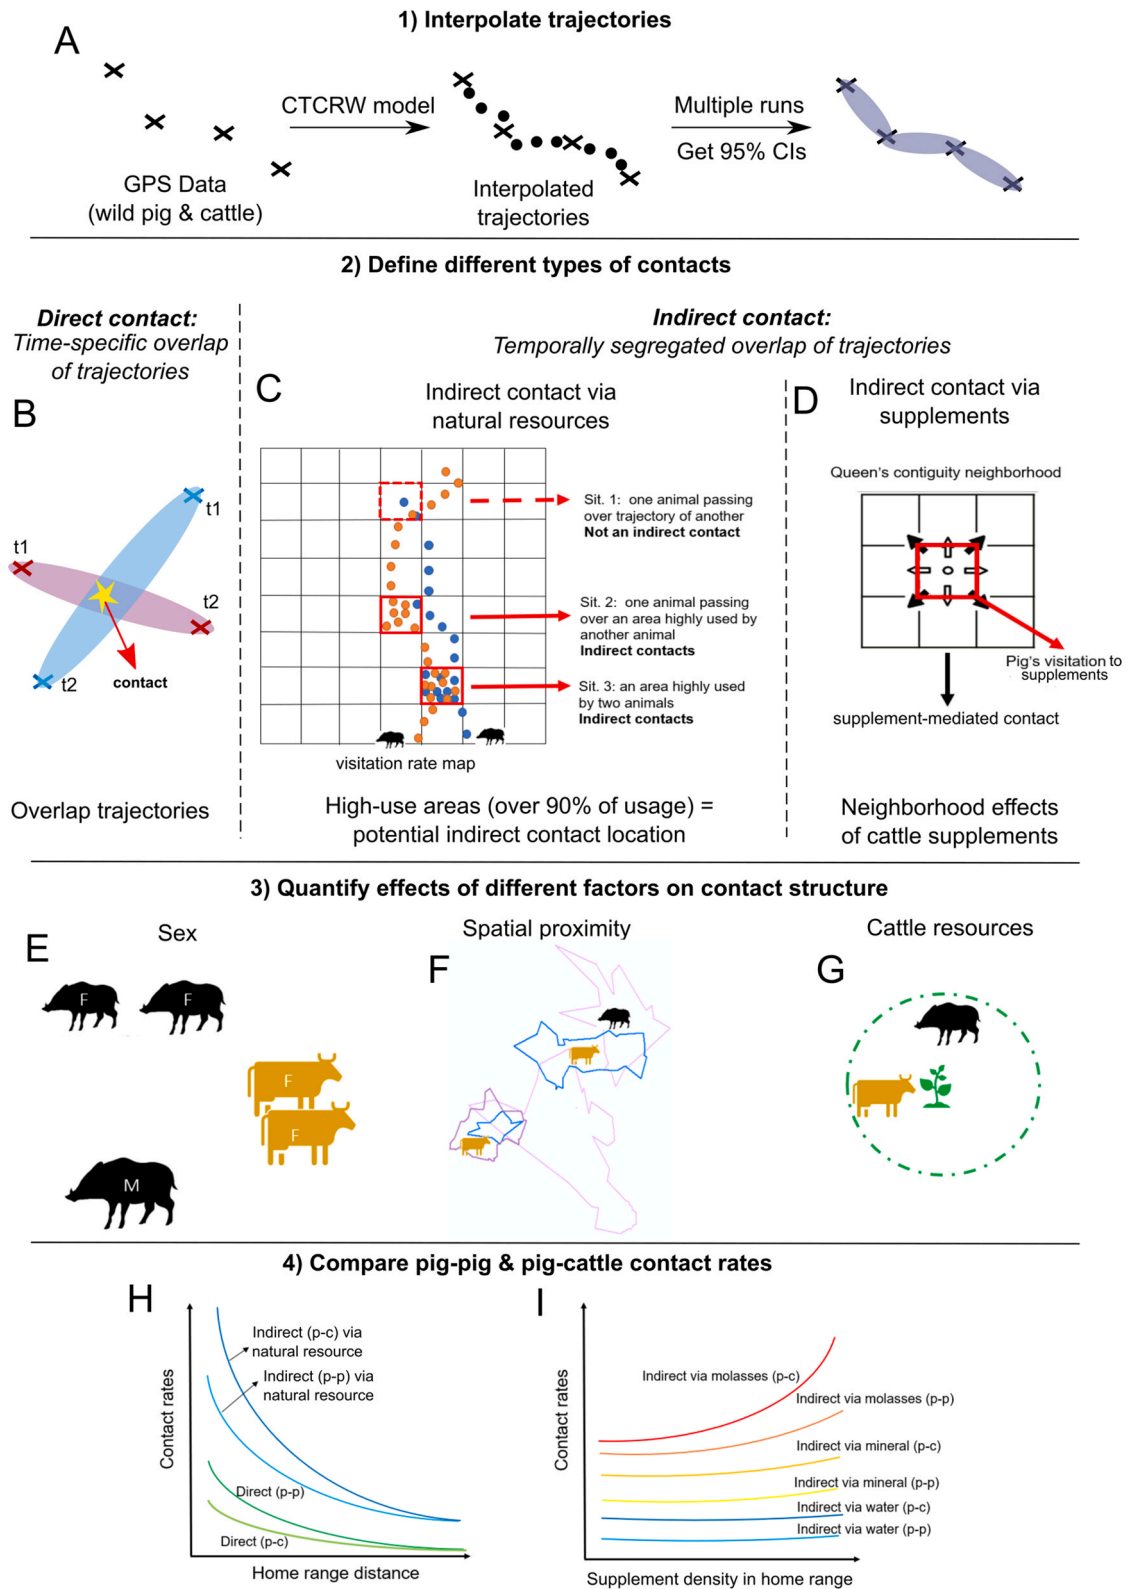 1) Interpolate trajectories
A
CTCRW model
Multiple runs
Get 95% CIs
GPS Data
(wild pig & cattle)
Interpolated
trajectories
2) Define different types of contacts
Direct contact:
Time-specific overlap
of trajectories
Indirect contact:
Temporally segregated overlap of trajectories
B
t1
t1
t2
t2
contact
Overlap trajectories
C
Indirect contact via
natural resources
Sit. 1: one animal passing
over trajectory of another
Not an indirect contact
Sit. 2: one animal passing
over an area highly used by
another animal
Indirect contacts
Sit. 3: an area highly used
by two animals
Indirect contacts
visitation rate map
High-use areas (over 90% of usage) =
potential indirect contact location
D
Indirect contact via
supplements
Queen's contiguity neighborhood
Pig's visitation to
supplements
supplement-mediated contact
Neighborhood effects
of cattle supplements
3) Quantify effects of different factors on contact structure
E
Sex
F
F
F
F
M
F
Spatial proximity
G
Cattle resources
4) Compare pig-pig & pig-cattle contact rates
H
Contact rates
Indirect (p-c) via
natural resource
Indirect (p-p) via
natural resource
Direct (p-p)
Direct (p-c)
Home range distance
I
Contact rates
Indirect via molasses (p-c)
Indirect via molasses (p-p)
Indirect via mineral (p-c)
Indirect via mineral (p-p)
Indirect via water (p-c)
Indirect via water (p-p)
Supplement density in home range